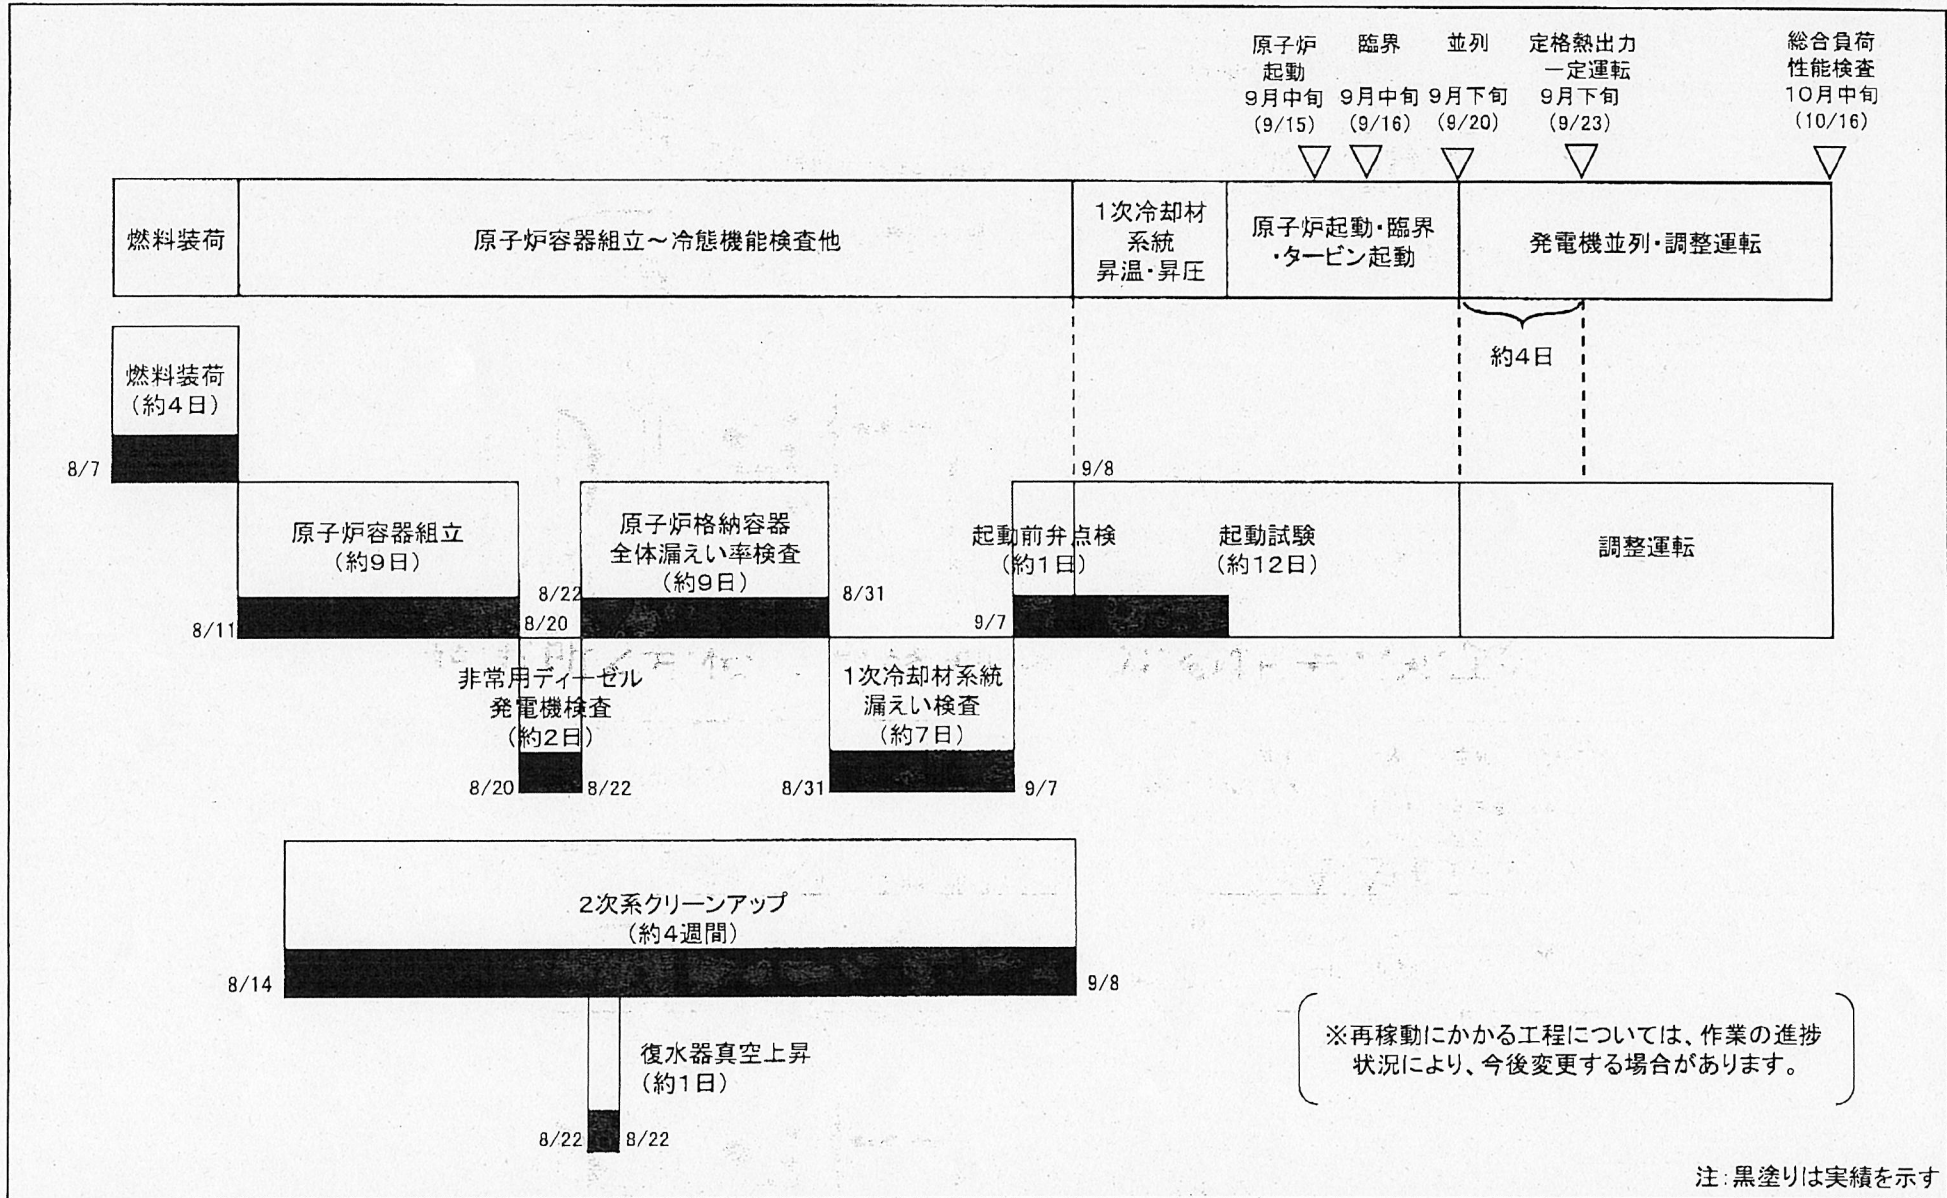 原子炉
起動
9月中旬
(9/15)
臨界
9月中旬
(9/16)
並列
9月下旬
(9/20)
定格熱出力
一定運転
9月下旬
(9/23)
総合負荷
性能検査
10月中旬
(10/16)
燃料装荷
原子炉容器組立～冷態機能検査他
1次冷却材
系統
昇温・昇圧
原子炉起動・臨界
・タービン起動
発電機並列・調整運転
約4日
燃料装荷
(約4日)
8/7
9/8
原子炉容器組立
(約9日)
8/11
8/20
8/22
原子炉格納容器
全体漏えい率検査
(約9日)
8/31
9/7
起動前弁点検
(約1日)
起動試験
(約12日)
調整運転
非常用ディーゼル
発電機検査
(約2日)
8/20
8/22
1次冷却材系統
漏えい検査
(約7日)
8/31
9/7
2次系クリーンアップ
(約4週間)
8/14
9/8
復水器真空上昇
(約1日)
8/22
8/22
※再稼動にかかる工程については、作業の進捗
状況により、今後変更する場合があります。
注:黒塗りは実績を示す